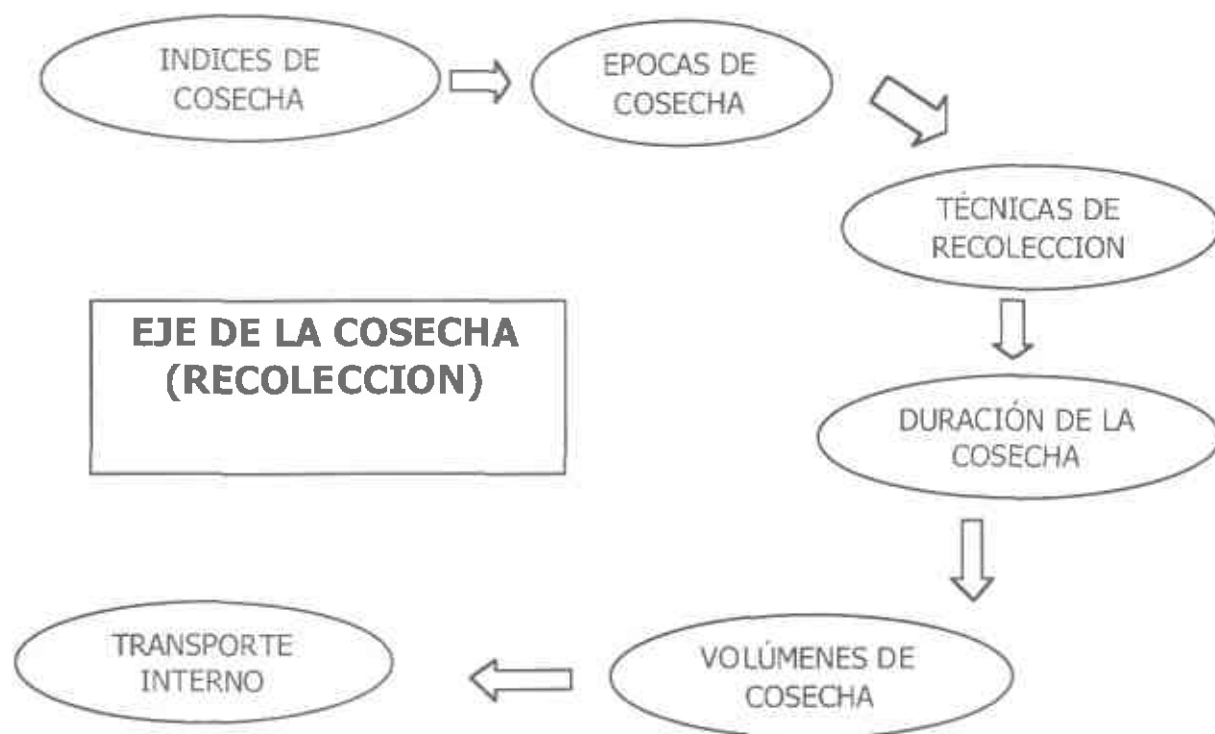 INDICES DE
COSECHA
EPOCAS DE
COSECHA
TÉCNICAS DE
RECOLECCION
EJE DE LA COSECHA
(RECOLECCION)
DURACIÓN DE LA
COSECHA
VOLÚMENES DE
COSECHA
TRANSPORTE
INTERNO